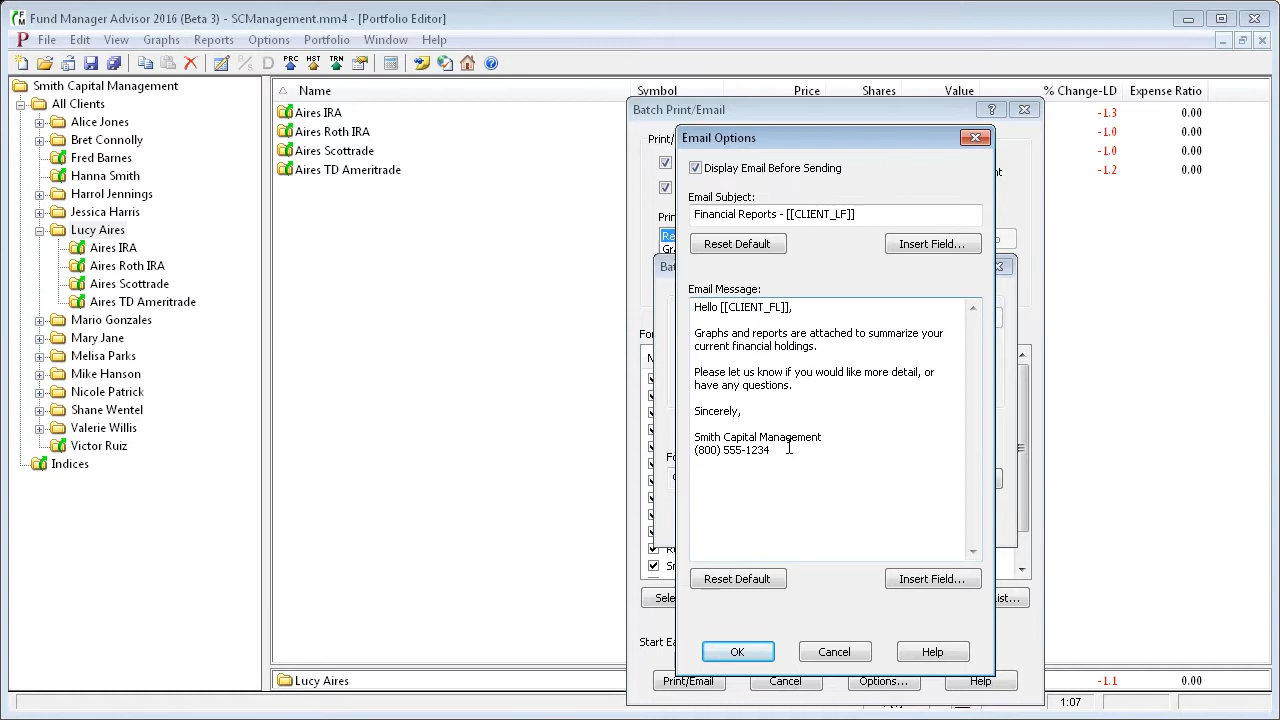 Fund Manager Advisor 2016 (Beta 3) - SCManagement.mm4 - [Portfolio Editor]
File Edit View Graphs Reports Options Portfolio Window Help
PRC HST TRN
Smith Capital Management
All Clients
Alice Jones
Bret Connolly
Fred Barnes
Hanna Smith
Harrol Jennings
Jessica Harris
Lucy Aires
Aires IRA
Aires Roth IRA
Aires Scottrade
Aires TD Ameritrade
Mario Gonzales
Mary Jane
Melisa Parks
Mike Hanson
Nicole Patrick
Shane Wentel
Valerie Willis
Victor Ruiz
Indices
Name Symbol Price Shares Value % Change-LD Expense Ratio
Aires IRA -1.3 0.00
Aires Roth IRA -1.0 0.00
Aires Scottrade -1.0 0.00
Aires TD Ameritrade -1.2 0.00
Lucy Aires -1.1 0.00
1:07
Batch Print/Email
Print/
Start Ea
Print/Email Cancel Options... Help
Email Options
Display Email Before Sending
Email Subject:
Financial Reports - [[CLIENT_LF]]
Reset Default Insert Field...
Email Message:
Hello [[CLIENT_FL]],
Graphs and reports are attached to summarize your
current financial holdings.
Please let us know if you would like more detail, or
have any questions.
Sincerely,
Smith Capital Management
(800) 555-1234
Reset Default Insert Field...
OK Cancel Help